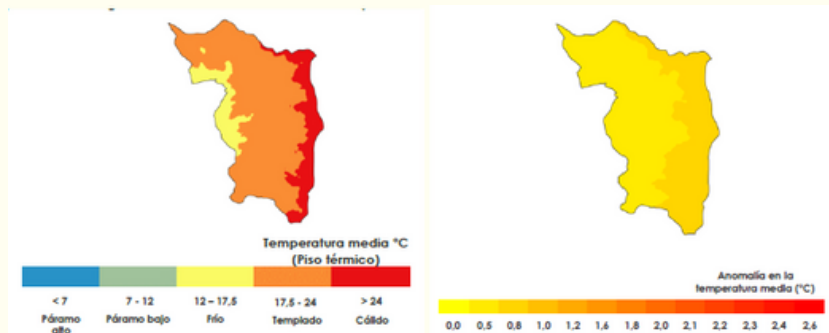 Temperatura media °C
(Piso térmico)
< 7
7 - 12
12 – 17,5
17,5 - 24
> 24
Páramo alto
Páramo bajo
Frío
Templado
Cálido
Anomalía en la
temperatura media (°C)
0,0 0,5 0,8 1,0 1,2 1,6 1,8 2,0 2,1 2,2 2,3 2,4 2,6